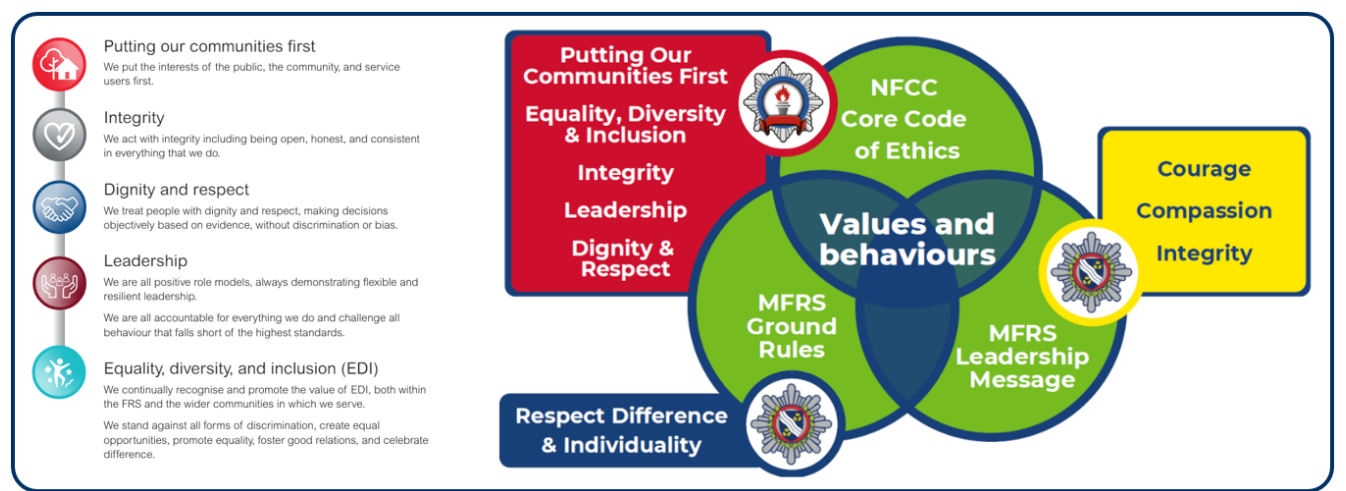 Putting our communities first
We put the interests of the public, the community, and service
users first.
Integrity
We act with integrity including being open, honest, and consistent
in everything that we do.
Dignity and respect
We treat people with dignity and respect, making decisions
objectively based on evidence, without discrimination or bias.
Leadership
We are all positive role models, always demonstrating flexible and
resilient leadership.
We are all accountable for everything we do and challenge all
behaviour that falls short of the highest standards.
Equality, diversity, and inclusion (EDI)
We continually recognise and promote the value of EDI, both within
the FRS and the wider communities in which we serve.
We stand against all forms of discrimination, create equal
opportunities, promote equality, foster good relations, and celebrate
difference.
Putting Our
Communities First
Equality, Diversity
& Inclusion
Integrity
Leadership
Dignity &
Respect
NFCC
Core Code
of Ethics
Values and
behaviours
MFRS
Ground
Rules
MFRS
Leadership
Message
Courage
Compassion
Integrity
Respect Difference
& Individuality